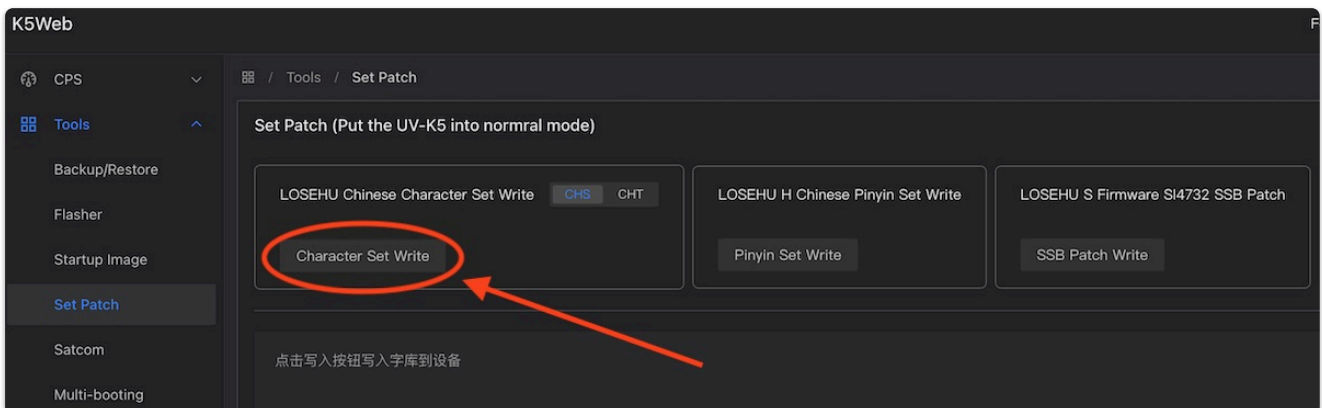 K5Web
F
CPS
/ Tools / Set Patch
Tools
Set Patch (Put the UV-K5 into normral mode)
Backup/Restore
LOSEHU Chinese Character Set Write CHS CHT
LOSEHU H Chinese Pinyin Set Write
LOSEHU S Firmware SI4732 SSB Patch
Flasher
Startup Image
Character Set Write
Pinyin Set Write
SSB Patch Write
Set Patch
Satcom
点击写入按钮写入字库到设备
Multi-booting